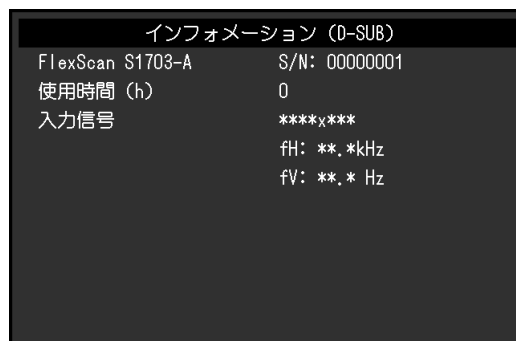 インフォメーション (D-SUB)
FlexScan S1703-A S/N: 00000001
使用時間 (h) 0
入力信号 ****x***
fH: **.*kHz
fV: **.* Hz